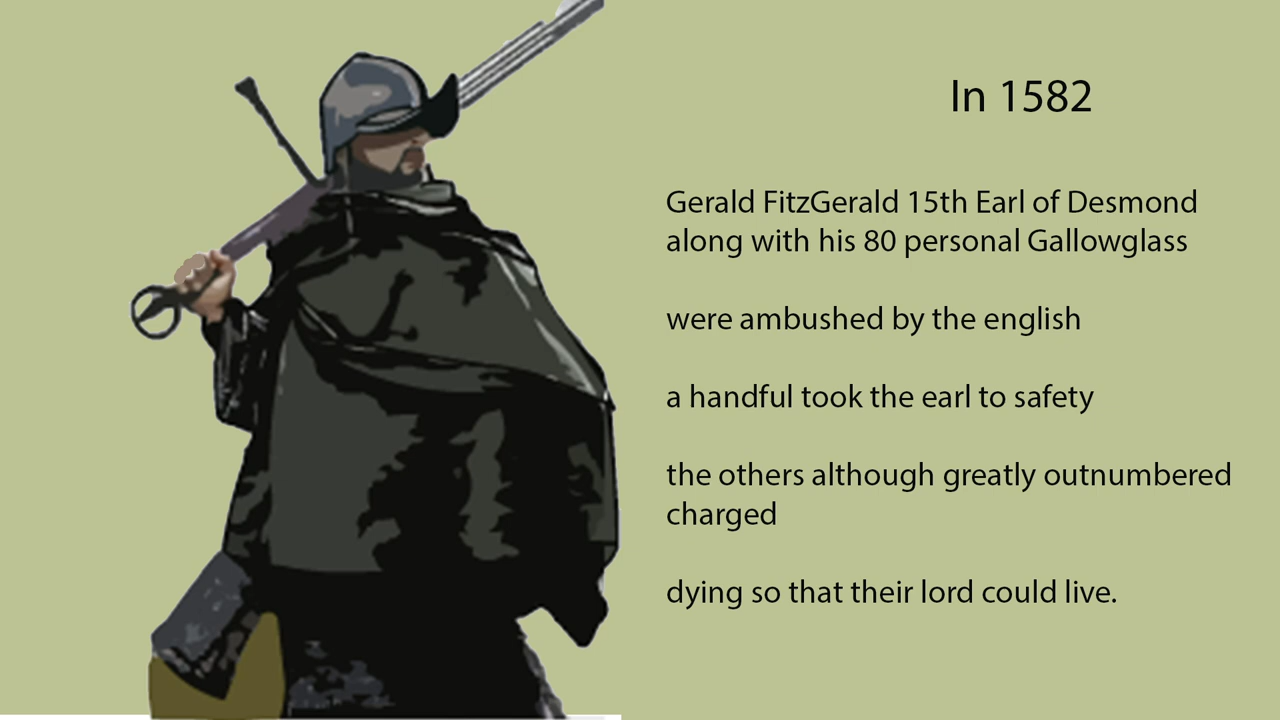 In 1582
Gerald FitzGerald 15th Earl of Desmond
along with his 80 personal Gallowglass
were ambushed by the english
a handful took the earl to safety
the others although greatly outnumbered
charged
dying so that their lord could live.